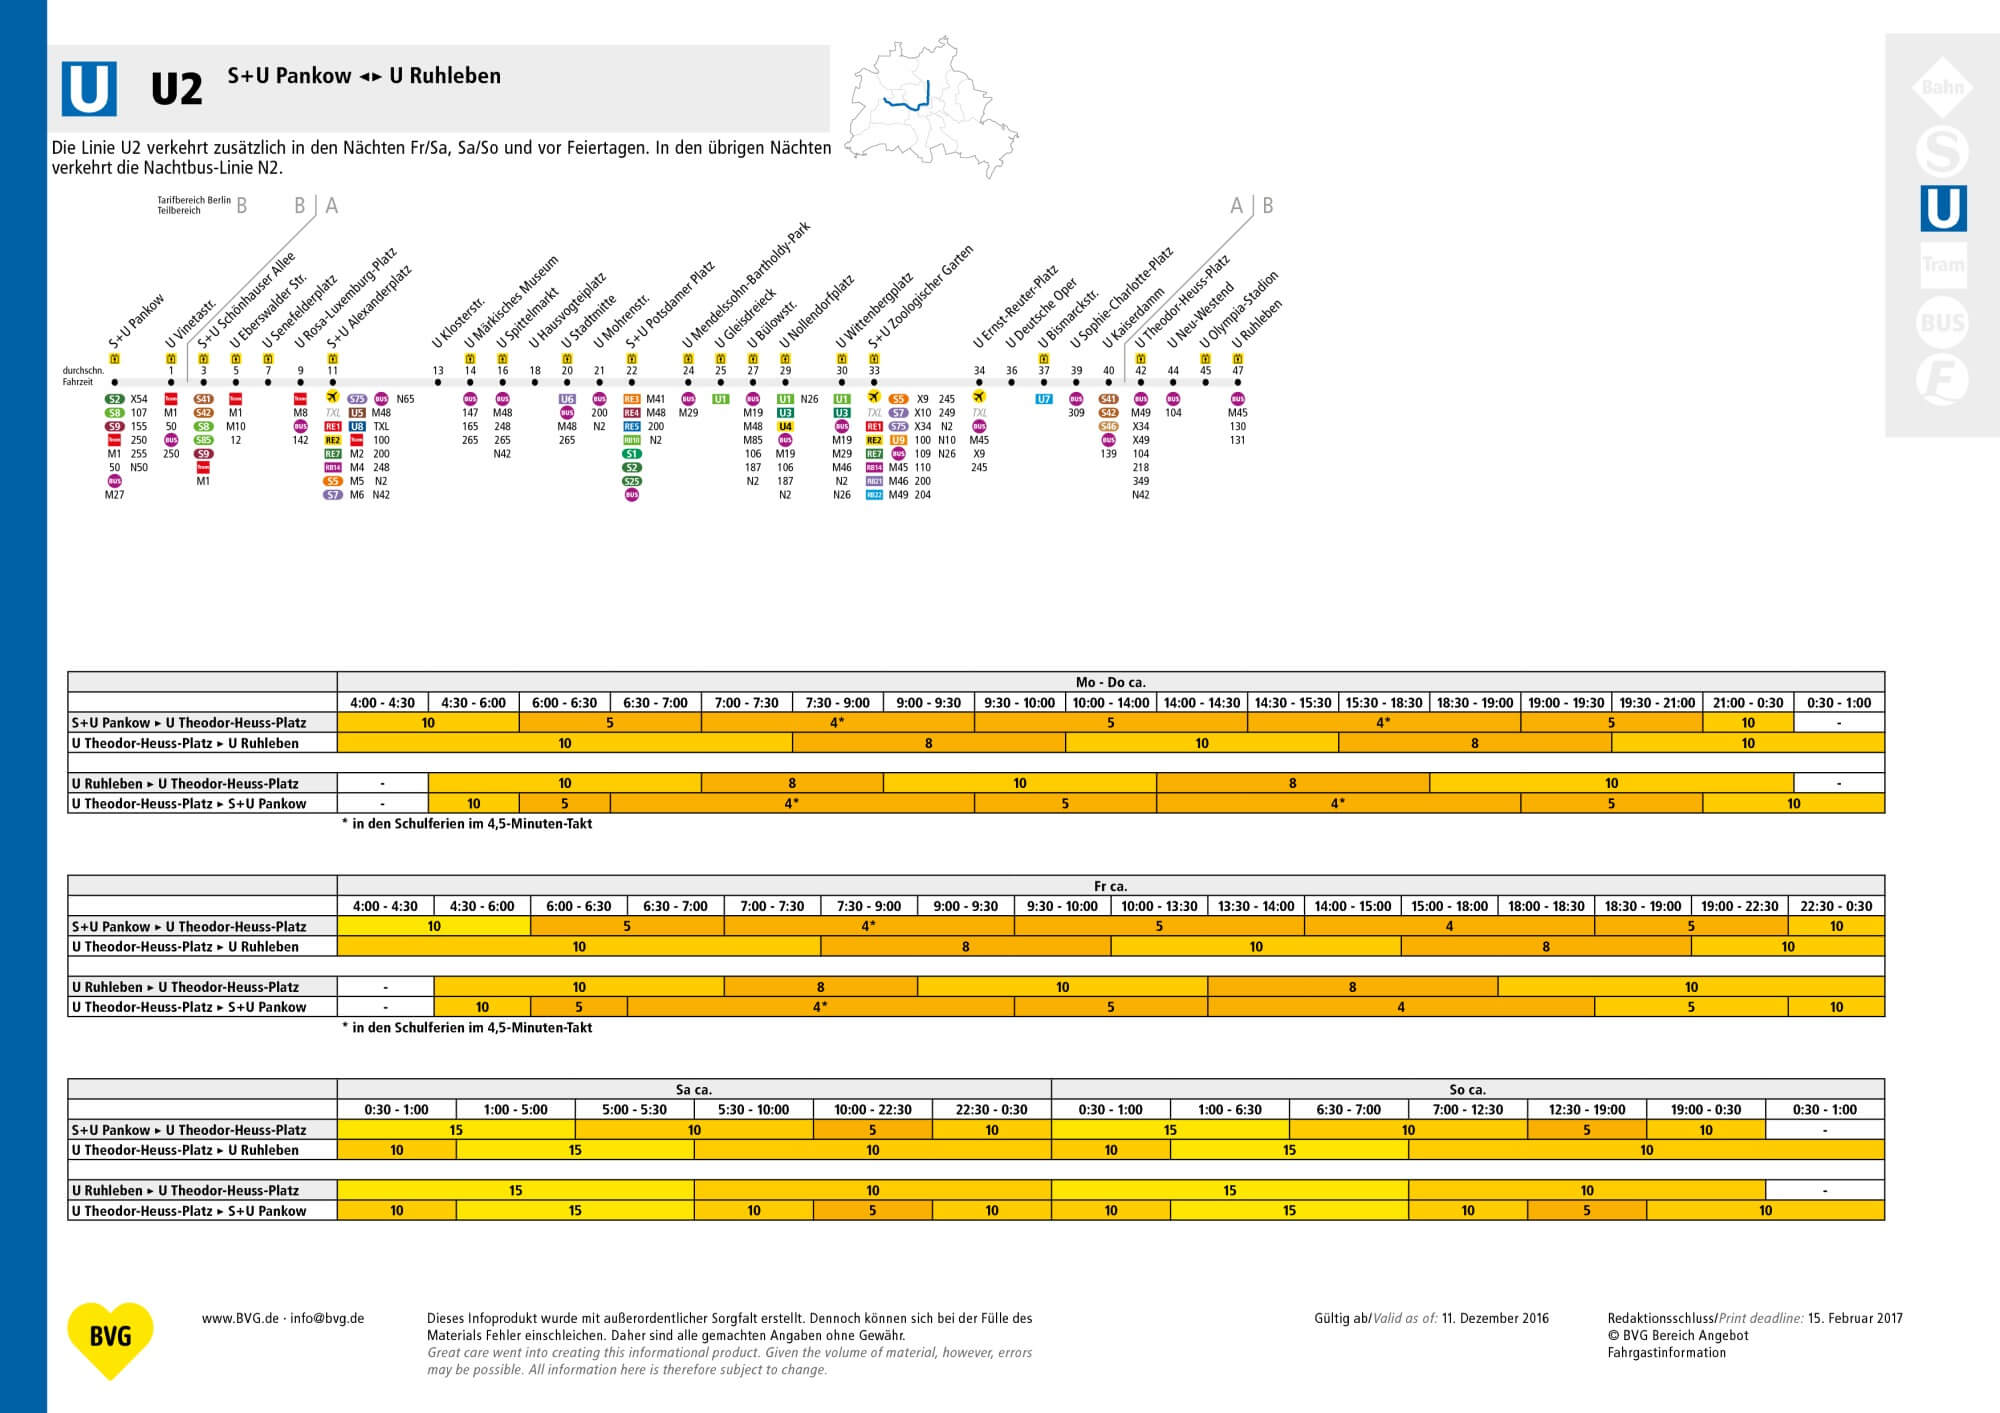 U
U2
S+U Pankow ◄► U Ruhleben
Die Linie U2 verkehrt zusätzlich in den Nächten Fr/Sa, Sa/So und vor Feiertagen. In den übrigen Nächten
verkehrt die Nachtbus-Linie N2.
Bahn
S
U
Tram
BUS
F
Tarifbereich Berlin
Teilbereich
B
B | A
A | B
S+U Pankow
U Vinetastr.
S+U Schönhauser Allee
U Eberswalder Str.
U Senefelderplatz
U Rosa-Luxemburg-Platz
S+U Alexanderplatz
U Klosterstr.
U Märkisches Museum
U Spittelmarkt
U Hausvogteiplatz
U Stadtmitte
U Mohrenstr.
S+U Potsdamer Platz
U Mendelssohn-Bartholdy-Park
U Gleisdreieck
U Bülowstr.
U Nollendorfplatz
U Wittenbergplatz
S+U Zoologischer Garten
U Ernst-Reuter-Platz
U Deutsche Oper
U Bismarckstr.
U Sophie-Charlotte-Platz
U Kaiserdamm
U Theodor-Heuss-Platz
U Neu-Westend
U Olympia-Stadion
U Ruhleben
durchschn.
Fahrzeit
1 3 5 7 9 11 13 14 16 18 20 21 22 24 25 27 29 30 33 34 36 37 39 40 42 44 45 47
S2 X54 Tram S41 Tram Tram S75 BUS N65 BUS BUS U6 BUS RE3 M41 BUS U1 BUS U1 N26 U1 S5 X9 245 U7 BUS S41 BUS BUS BUS
S8 107 M1 S42 M1 M8 TXL U5 M48 147 M48 BUS 200 RE4 M48 M29 M19 U3 U3 TXL S7 X10 249 TXL 309 S42 M49 104 M45
S9 155 50 S8 M10 BUS RE1 U8 TXL 165 248 M48 N2 RE5 200 M48 U4 BUS RE1 S75 X34 N2 BUS S46 X34 130
Tram 250 BUS S85 12 142 RE2 Tram 100 265 265 265 RB10 N2 M85 BUS M19 RE2 U9 100 N10 M45 BUS X49 131
M1 255 250 S9 RE7 M2 200 N42 S1 106 M19 M29 RE7 BUS 109 N26 X9 139 104
50 N50 Tram RB14 M4 248 S2 187 106 M46 RB14 M45 110 245 218
BUS M1 S5 M5 N2 S25 N2 187 N2 RB21 M46 200 349
M27 S7 M6 N42 BUS N2 N26 RB22 M49 204 N42
Mo - Do ca.
4:00 - 4:30 4:30 - 6:00 6:00 - 6:30 6:30 - 7:00 7:00 - 7:30 7:30 - 9:00 9:00 - 9:30 9:30 - 10:00 10:00 - 14:00 14:00 - 14:30 14:30 - 15:30 15:30 - 18:30 18:30 - 19:00 19:00 - 19:30 19:30 - 21:00 21:00 - 0:30 0:30 - 1:00
S+U Pankow ► U Theodor-Heuss-Platz 10 5 4* 5 4* 5 10 -
U Theodor-Heuss-Platz ► U Ruhleben 10 8 10 8 10
U Ruhleben ► U Theodor-Heuss-Platz - 10 8 10 8 10 -
U Theodor-Heuss-Platz ► S+U Pankow - 10 5 4* 5 4* 5 10
* in den Schulferien im 4,5-Minuten-Takt
Fr ca.
4:00 - 4:30 4:30 - 6:00 6:00 - 6:30 6:30 - 7:00 7:00 - 7:30 7:30 - 9:00 9:00 - 9:30 9:30 - 10:00 10:00 - 13:30 13:30 - 14:00 14:00 - 15:00 15:00 - 18:00 18:00 - 18:30 18:30 - 19:00 19:00 - 22:30 22:30 - 0:30
S+U Pankow ► U Theodor-Heuss-Platz 10 5 4* 5 4 5 10
U Theodor-Heuss-Platz ► U Ruhleben 10 8 10 8 10
U Ruhleben ► U Theodor-Heuss-Platz - 10 8 10 8 10
U Theodor-Heuss-Platz ► S+U Pankow - 10 5 4* 5 4 5 10
* in den Schulferien im 4,5-Minuten-Takt
Sa ca. So ca.
0:30 - 1:00 1:00 - 5:00 5:00 - 5:30 5:30 - 10:00 10:00 - 22:30 22:30 - 0:30 0:30 - 1:00 1:00 - 6:30 6:30 - 7:00 7:00 - 12:30 12:30 - 19:00 19:00 - 0:30 0:30 - 1:00
S+U Pankow ► U Theodor-Heuss-Platz 15 10 5 10 15 10 5 10 -
U Theodor-Heuss-Platz ► U Ruhleben 10 15 10 10 15 10
U Ruhleben ► U Theodor-Heuss-Platz 15 10 15 10 -
U Theodor-Heuss-Platz ► S+U Pankow 10 15 10 5 10 10 15 10 5 10
BVG
www.BVG.de · info@bvg.de
Dieses Infoprodukt wurde mit außerordentlicher Sorgfalt erstellt. Dennoch können sich bei der Fülle des
Materials Fehler einschleichen. Daher sind alle gemachten Angaben ohne Gewähr.
Great care went into creating this informational product. Given the volume of material, however, errors
may be possible. All information here is therefore subject to change.
Gültig ab/Valid as of: 11. Dezember 2016
Redaktionsschluss/Print deadline: 15. Februar 2017
© BVG Bereich Angebot
Fahrgastinformation